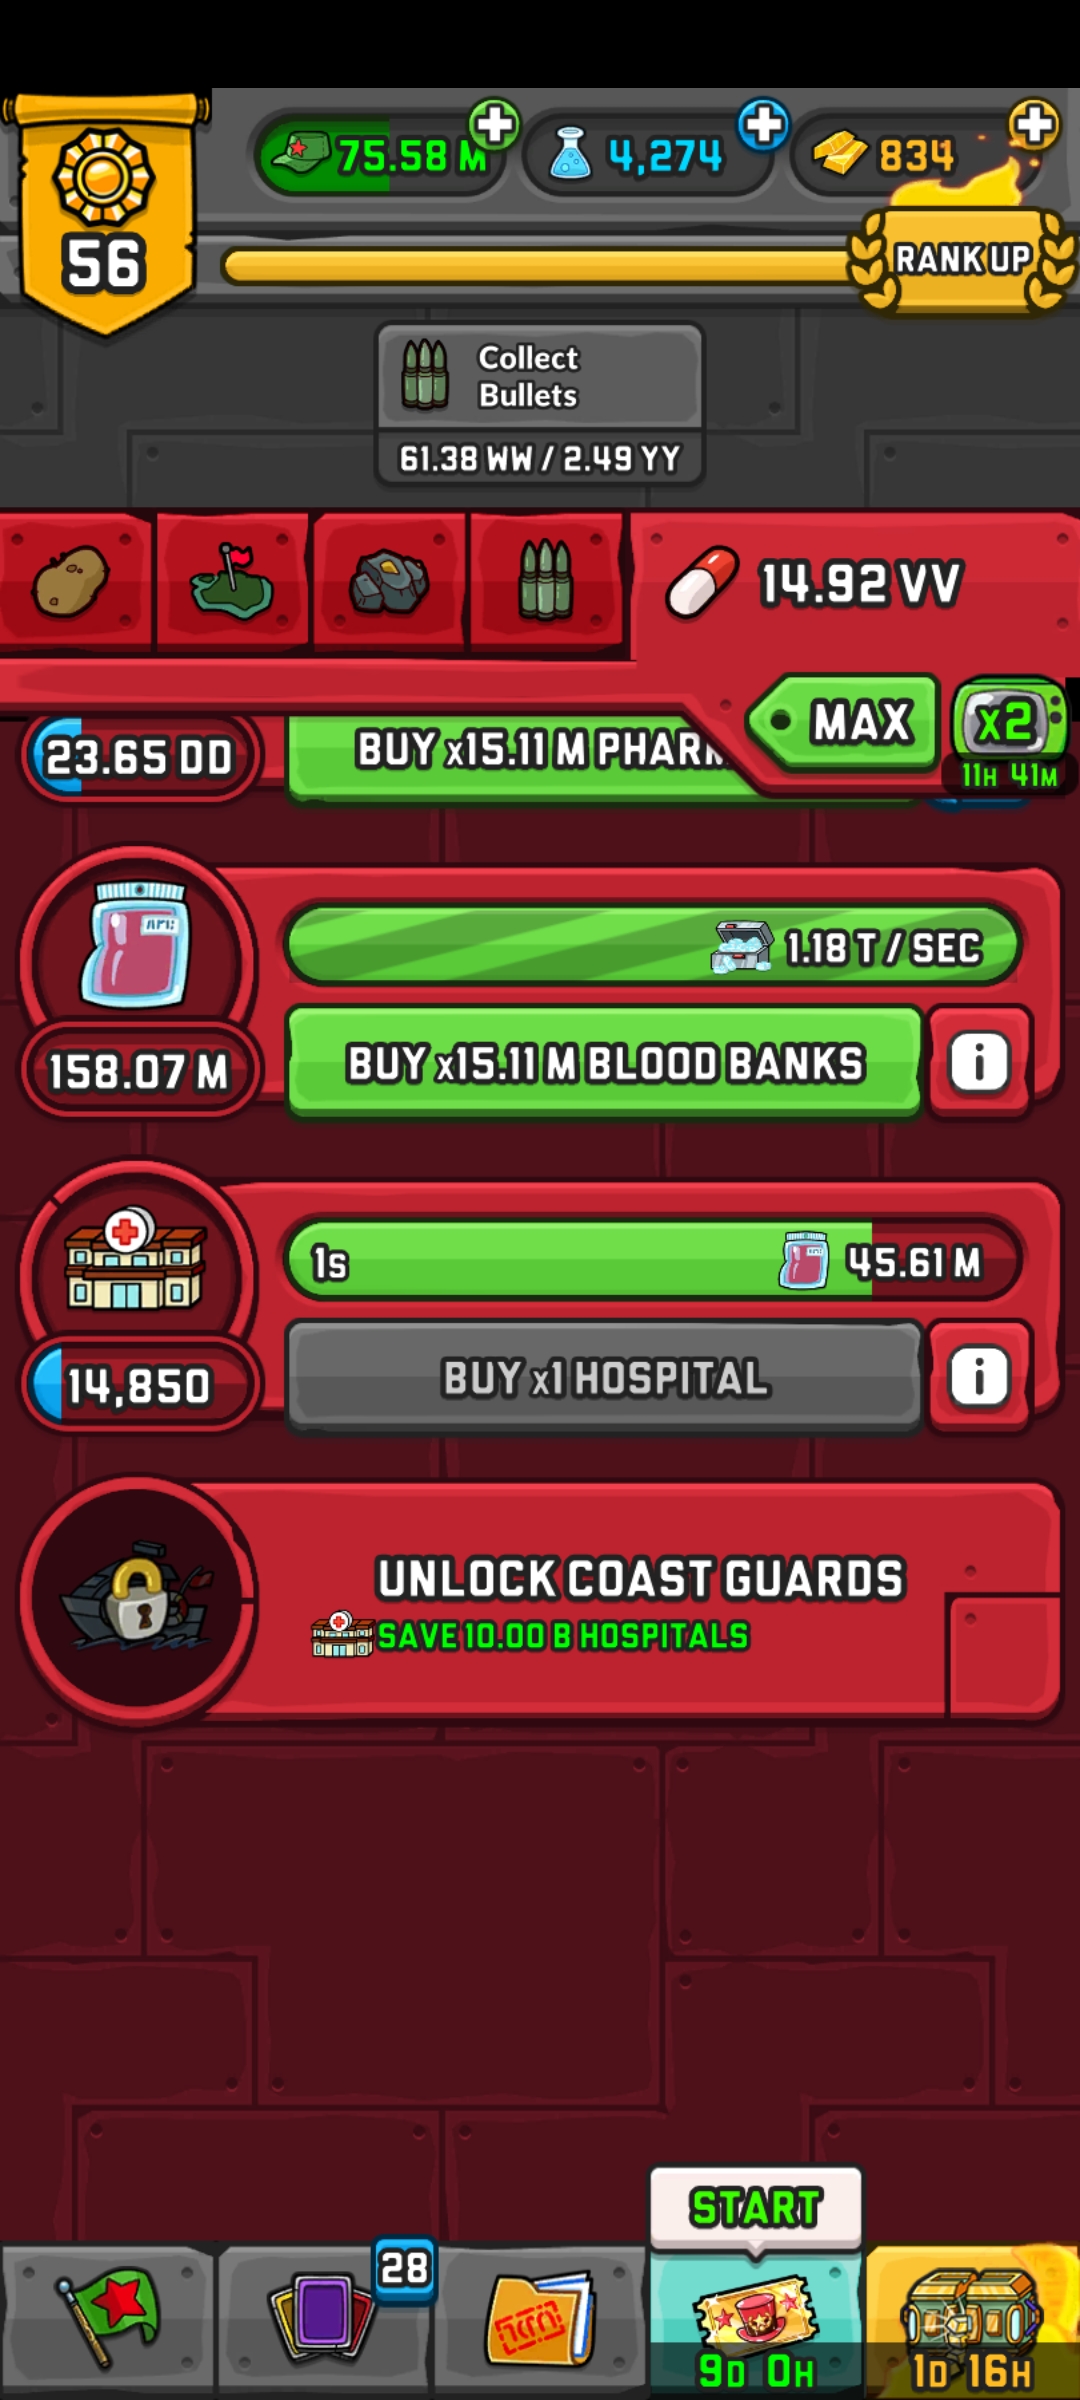 75.58 M
4,274
834
56
RANK UP
Collect
Bullets
61.38 WW / 2.49 YY
14.92 VV
MAX
x2
11H 41M
23.65 DD
BUY x15.11 M
1.18 T / SEC
158.07 M
BUY x15.11 M BLOOD BANKS
i
1s
45.61 M
14,850
BUY x1 HOSPITAL
i
UNLOCK COAST GUARDS
SAVE 10.00 B HOSPITALS
START
28
9D 0H
1D 16H